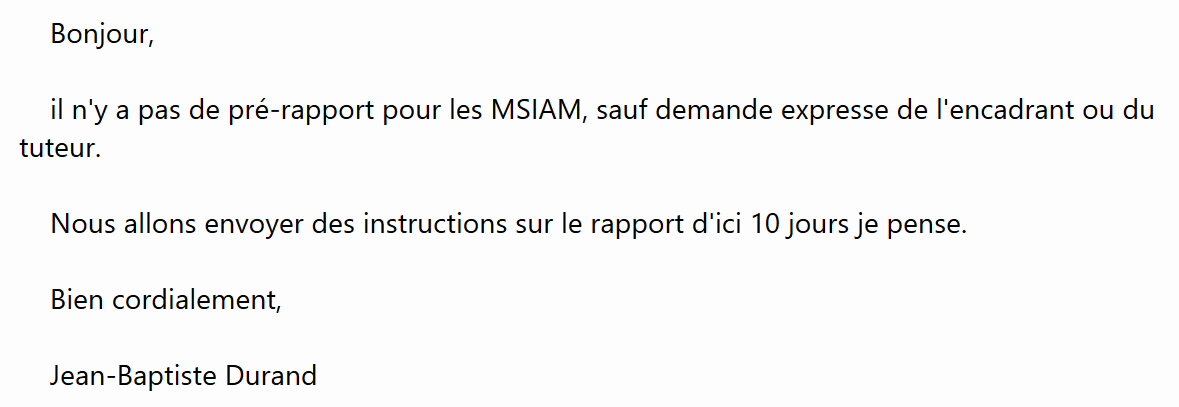 Bonjour,
il n'y a pas de pré-rapport pour les MSIAM, sauf demande expresse de l'encadrant ou du
tuteur.
Nous allons envoyer des instructions sur le rapport d'ici 10 jours je pense.
Bien cordialement,
Jean-Baptiste Durand